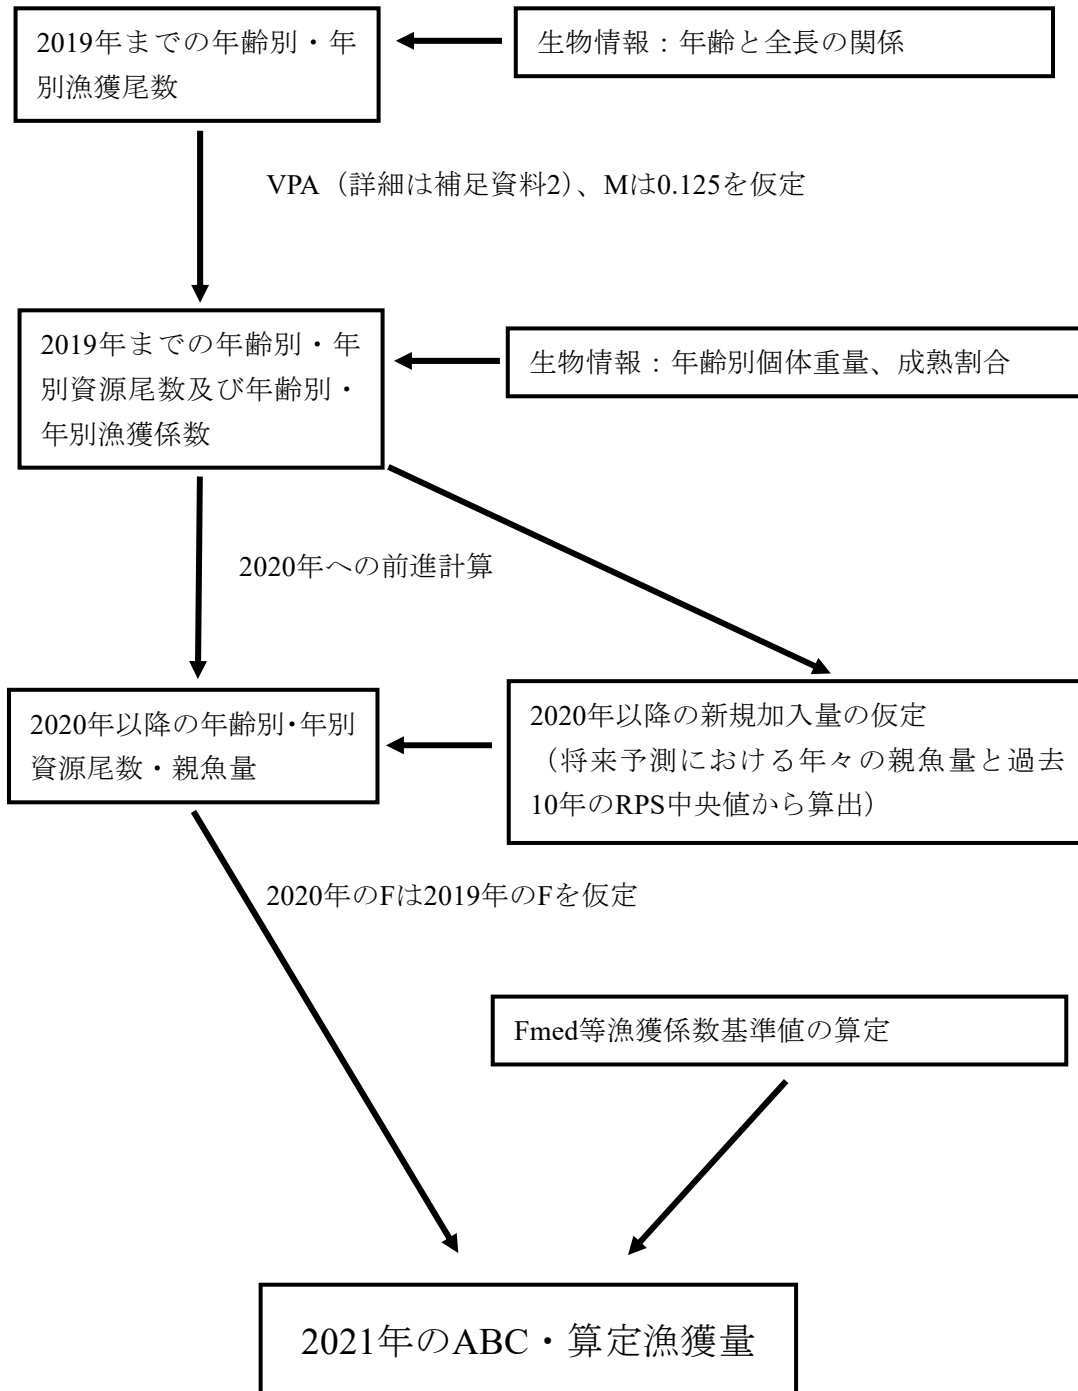 2019年までの年齢別・年
別漁獲尾数
生物情報：年齢と全長の関係
VPA（詳細は補足資料2）、Mは0.125を仮定
2019年までの年齢別・年
別資源尾数及び年齢別・
年別漁獲係数
生物情報：年齢別個体重量、成熟割合
2020年への前進計算
2020年以降の年齢別･年別
資源尾数・親魚量
2020年以降の新規加入量の仮定
（将来予測における年々の親魚量と過去
10年のRPS中央値から算出）
2020年のFは2019年のFを仮定
Fmed等漁獲係数基準値の算定
2021年のABC・算定漁獲量